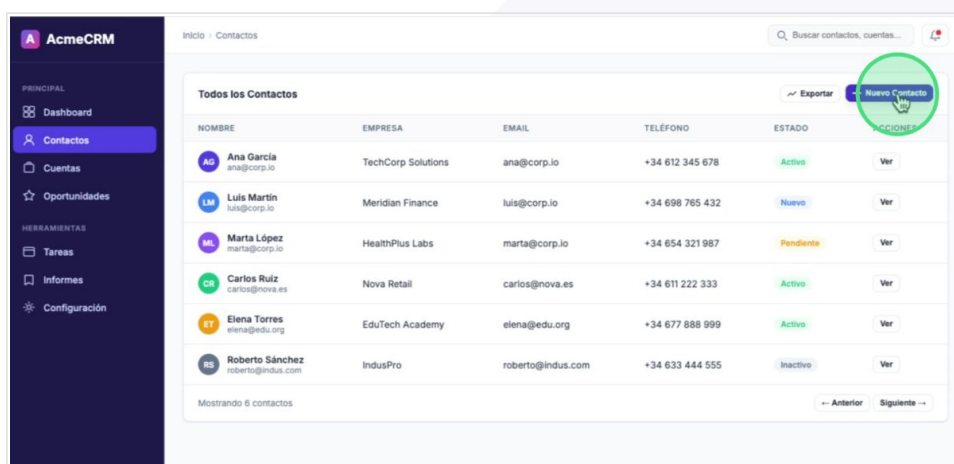 A AcmeCRM
Inicio › Contactos
Buscar contactos, cuentas...
PRINCIPAL
Dashboard
Contactos
Cuentas
Oportunidades
HERRAMIENTAS
Tareas
Informes
Configuración
Todos los Contactos
Exportar
Nuevo Contacto
NOMBRE EMPRESA EMAIL TELÉFONO ESTADO ACCIONES
AG Ana García TechCorp Solutions ana@corp.io +34 612 345 678 Activo Ver
ana@corp.io
LM Luis Martín Meridian Finance luis@corp.io +34 698 765 432 Nuevo Ver
luis@corp.io
ML Marta López HealthPlus Labs marta@corp.io +34 654 321 987 Pendiente Ver
marta@corp.io
CR Carlos Ruiz Nova Retail carlos@nova.es +34 611 222 333 Activo Ver
carlos@nova.es
ET Elena Torres EduTech Academy elena@edu.org +34 677 888 999 Activo Ver
elena@edu.org
RS Roberto Sánchez IndusPro roberto@indus.com +34 633 444 555 Inactivo Ver
roberto@indus.com
Mostrando 6 contactos
← Anterior Siguiente →